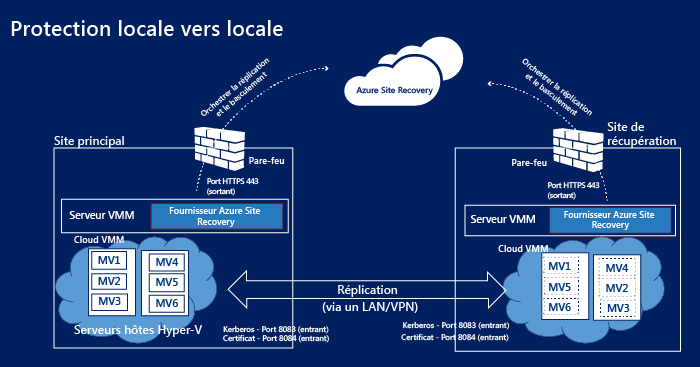 Protection locale vers locale
Azure Site Recovery
Orchestrer la réplication
et le basculement
Orchestrer la réplication
et le basculement
Site principal
Pare-feu
Port HTTPS 443
(sortant)
Serveur VMM
Fournisseur Azure Site
Recovery
Cloud VMM
MV1
MV2
MV3
MV4
MV5
MV6
Serveurs hôtes Hyper-V
Kerberos - Port 8083 (entrant)
Certificat - Port 8084 (entrant)
Réplication
(via un LAN/VPN)
Site de
récupération
Pare-feu
Port HTTPS 443
(sortant)
Serveur VMM
Fournisseur Azure Site
Recovery
Cloud VMM
MV1
MV5
MV6
MV4
MV2
MV3
Kerberos - Port 8083 (entrant)
Certificat - Port 8084 (entrant)